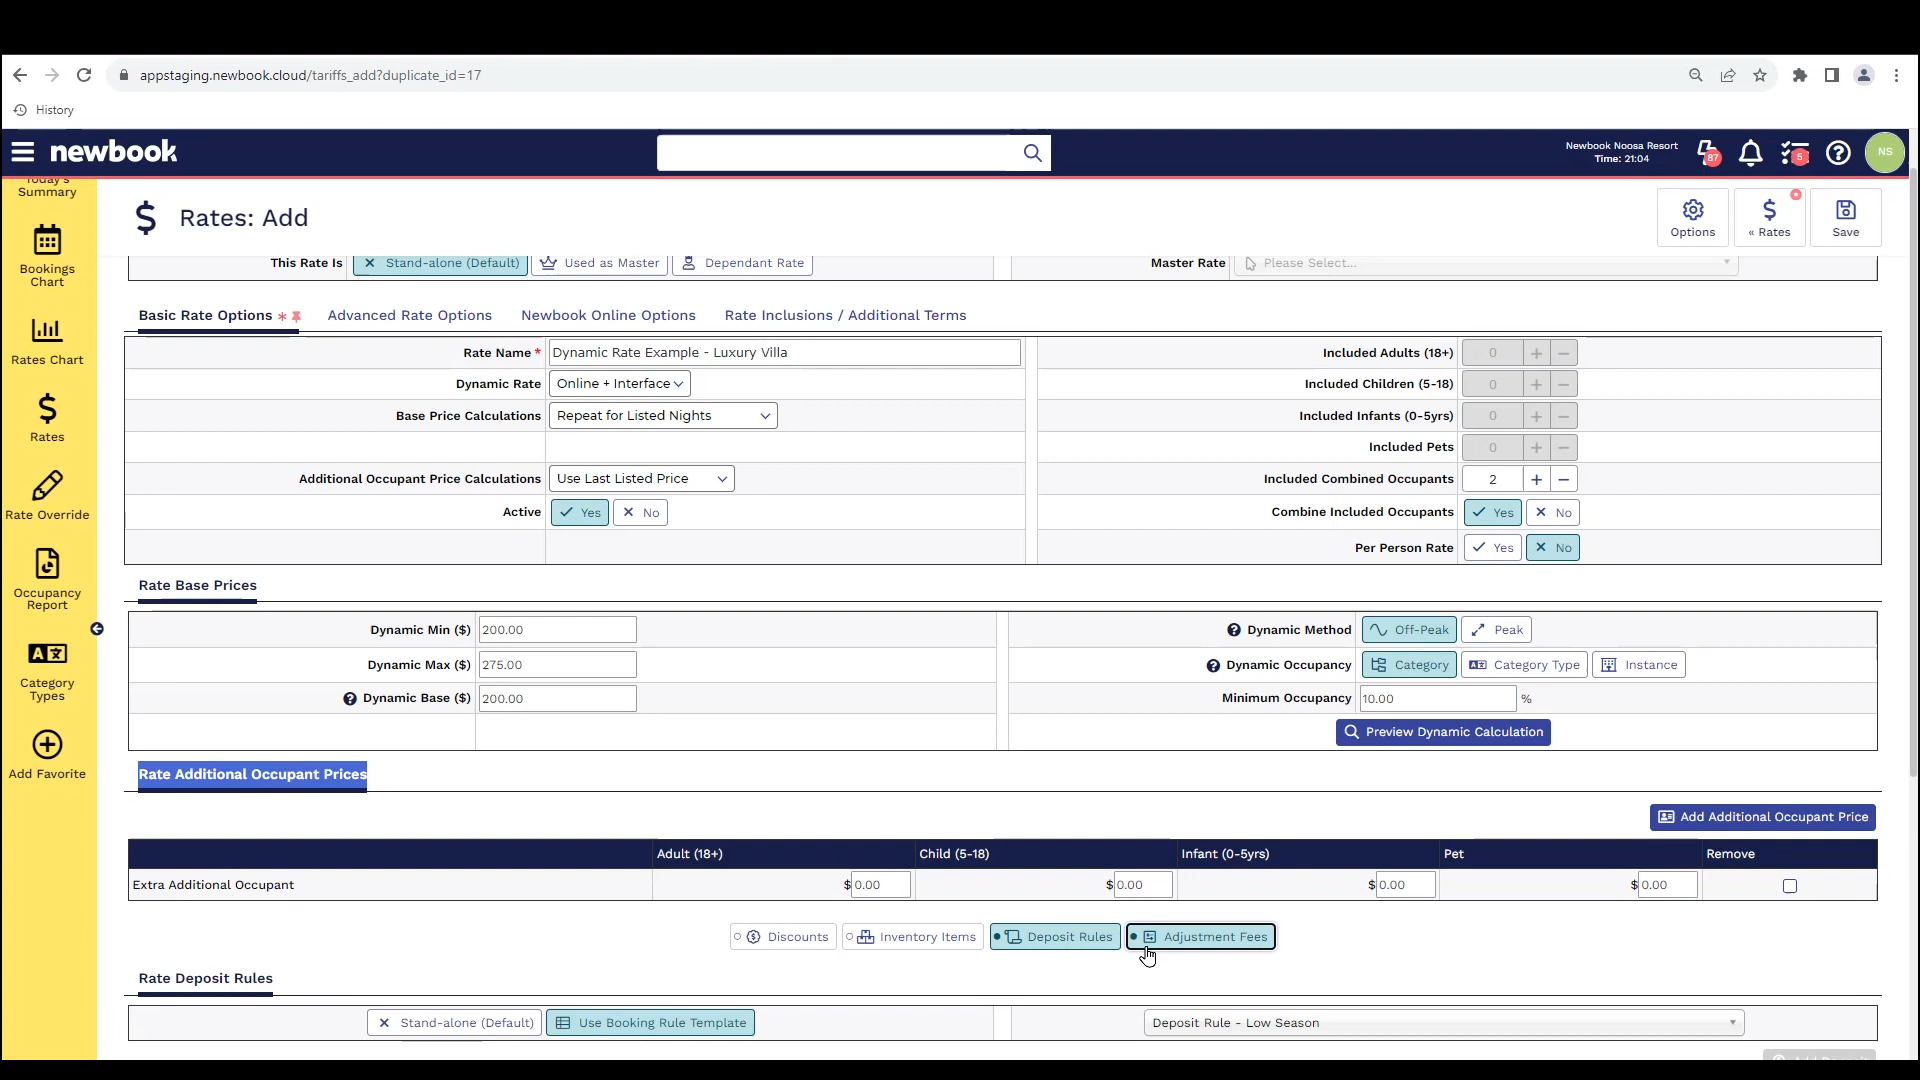 appstaging.newbook.cloud/tariffs_add?duplicate_id=17
History
newbook
Newbook Noosa Resort
Time: 21:04
87
5
NS
Today's
Summary
Bookings
Chart
Rates Chart
Rates
Rate Override
Occupancy
Report
Category
Types
Add Favorite
Rates: Add
Options
« Rates
Save
This Rate Is
Stand-alone (Default)
Used as Master
Dependant Rate
Master Rate
Please Select...
Basic Rate Options *
Advanced Rate Options
Newbook Online Options
Rate Inclusions / Additional Terms
Rate Name * Dynamic Rate Example - Luxury Villa
Included Adults (18+) 0 + −
Dynamic Rate Online + Interface
Included Children (5-18) 0 + −
Base Price Calculations Repeat for Listed Nights
Included Infants (0-5yrs) 0 + −
Included Pets 0 + −
Additional Occupant Price Calculations Use Last Listed Price
Included Combined Occupants 2 + −
Active Yes No
Combine Included Occupants Yes No
Per Person Rate Yes No
Rate Base Prices
Dynamic Min ($) 200.00
Dynamic Method Off-Peak Peak
Dynamic Max ($) 275.00
Dynamic Occupancy Category Category Type Instance
Dynamic Base ($) 200.00
Minimum Occupancy 10.00 %
Preview Dynamic Calculation
Rate Additional Occupant Prices
Add Additional Occupant Price
Adult (18+) Child (5-18) Infant (0-5yrs) Pet Remove
Extra Additional Occupant $ 0.00 $ 0.00 $ 0.00 $ 0.00
Discounts Inventory Items Deposit Rules Adjustment Fees
Rate Deposit Rules
Stand-alone (Default) Use Booking Rule Template Deposit Rule - Low Season